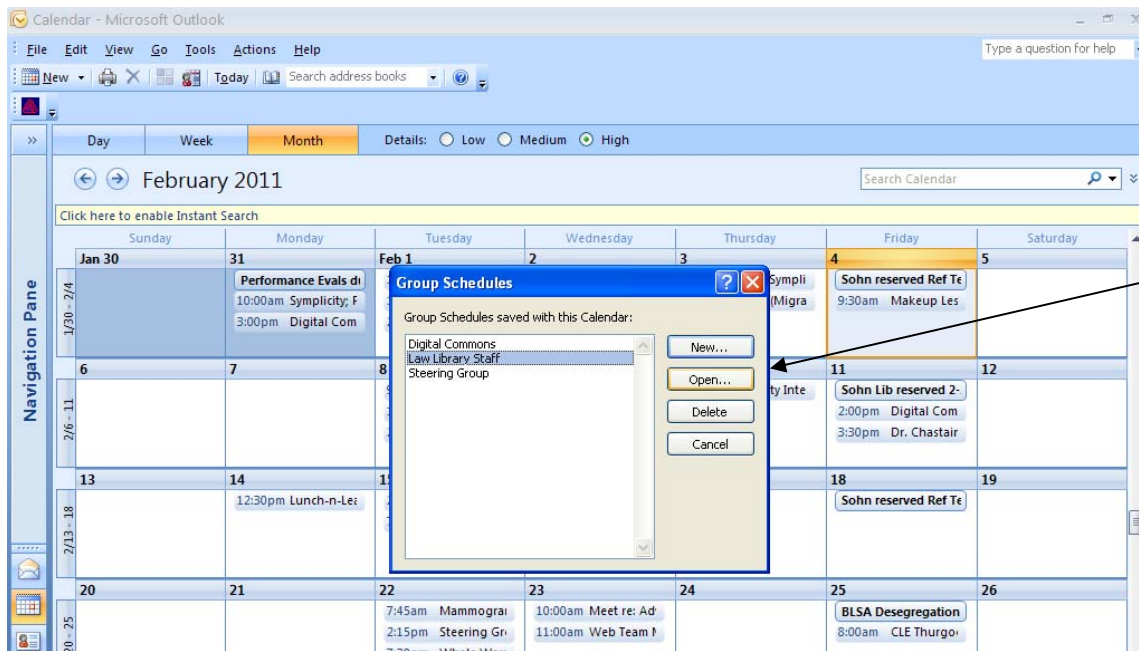 Calendar - Microsoft Outlook
File Edit View Go Tools Actions Help
Type a question for help
New Today Search address books
Day Week Month Details: Low Medium High
February 2011
Search Calendar
Click here to enable Instant Search
Navigation Pane
Sunday Monday Tuesday Wednesday Thursday Friday Saturday
Jan 30 31 Feb 1 2 3 4 5
1/30 - 2/4
Performance Evals
10:00am Symplicity; F
3:00pm Digital Com
Sympli
(Migra
Sohn reserved Ref Te
9:30am Makeup Les
Group Schedules
Group Schedules saved with this Calendar:
Digital Commons
Law Library Staff
Steering Group
New...
Open...
Delete
Cancel
6 7 8 11 12
2/6 - 11
ty Inte
Sohn Lib reserved 2-
2:00pm Digital Com
3:30pm Dr. Chastair
13 14 18 19
2/13 - 18
12:30pm Lunch-n-Lea
Sohn reserved Ref Te
20 21 22 23 24 25 26
20 - 25
7:45am Mammogra
2:15pm Steering Gr
10:00am Meet re: Ad
11:00am Web Team
BLSA Desegregation
8:00am CLE Thurgo